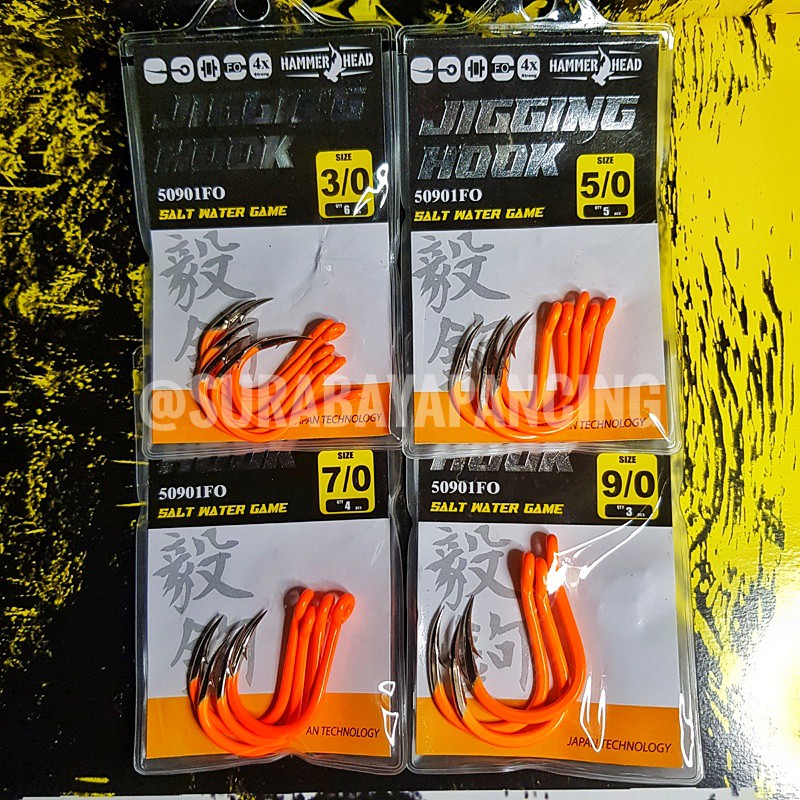 FO
4x
Strong
HAMMER HEAD
JIGGING
HOOK
SIZE
3/0
QTY 6
50901FO
SALT WATER GAME
毅
JAPAN TECHNOLOGY
FO
4x
Strong
HAMMER HEAD
JIGGING
HOOK
SIZE
5/0
QTY 5 PCS
50901FO
SALT WATER GAME
毅
JAPAN TECHNOLOGY
@SURABAYAPANCING
HOOK
SIZE
7/0
QTY 4 PCS
50901FO
SALT WATER GAME
毅
JAPAN TECHNOLOGY
HOOK
SIZE
9/0
QTY 3 PCS
50901FO
SALT WATER GAME
毅
鉤
JAPAN TECHNOLOGY